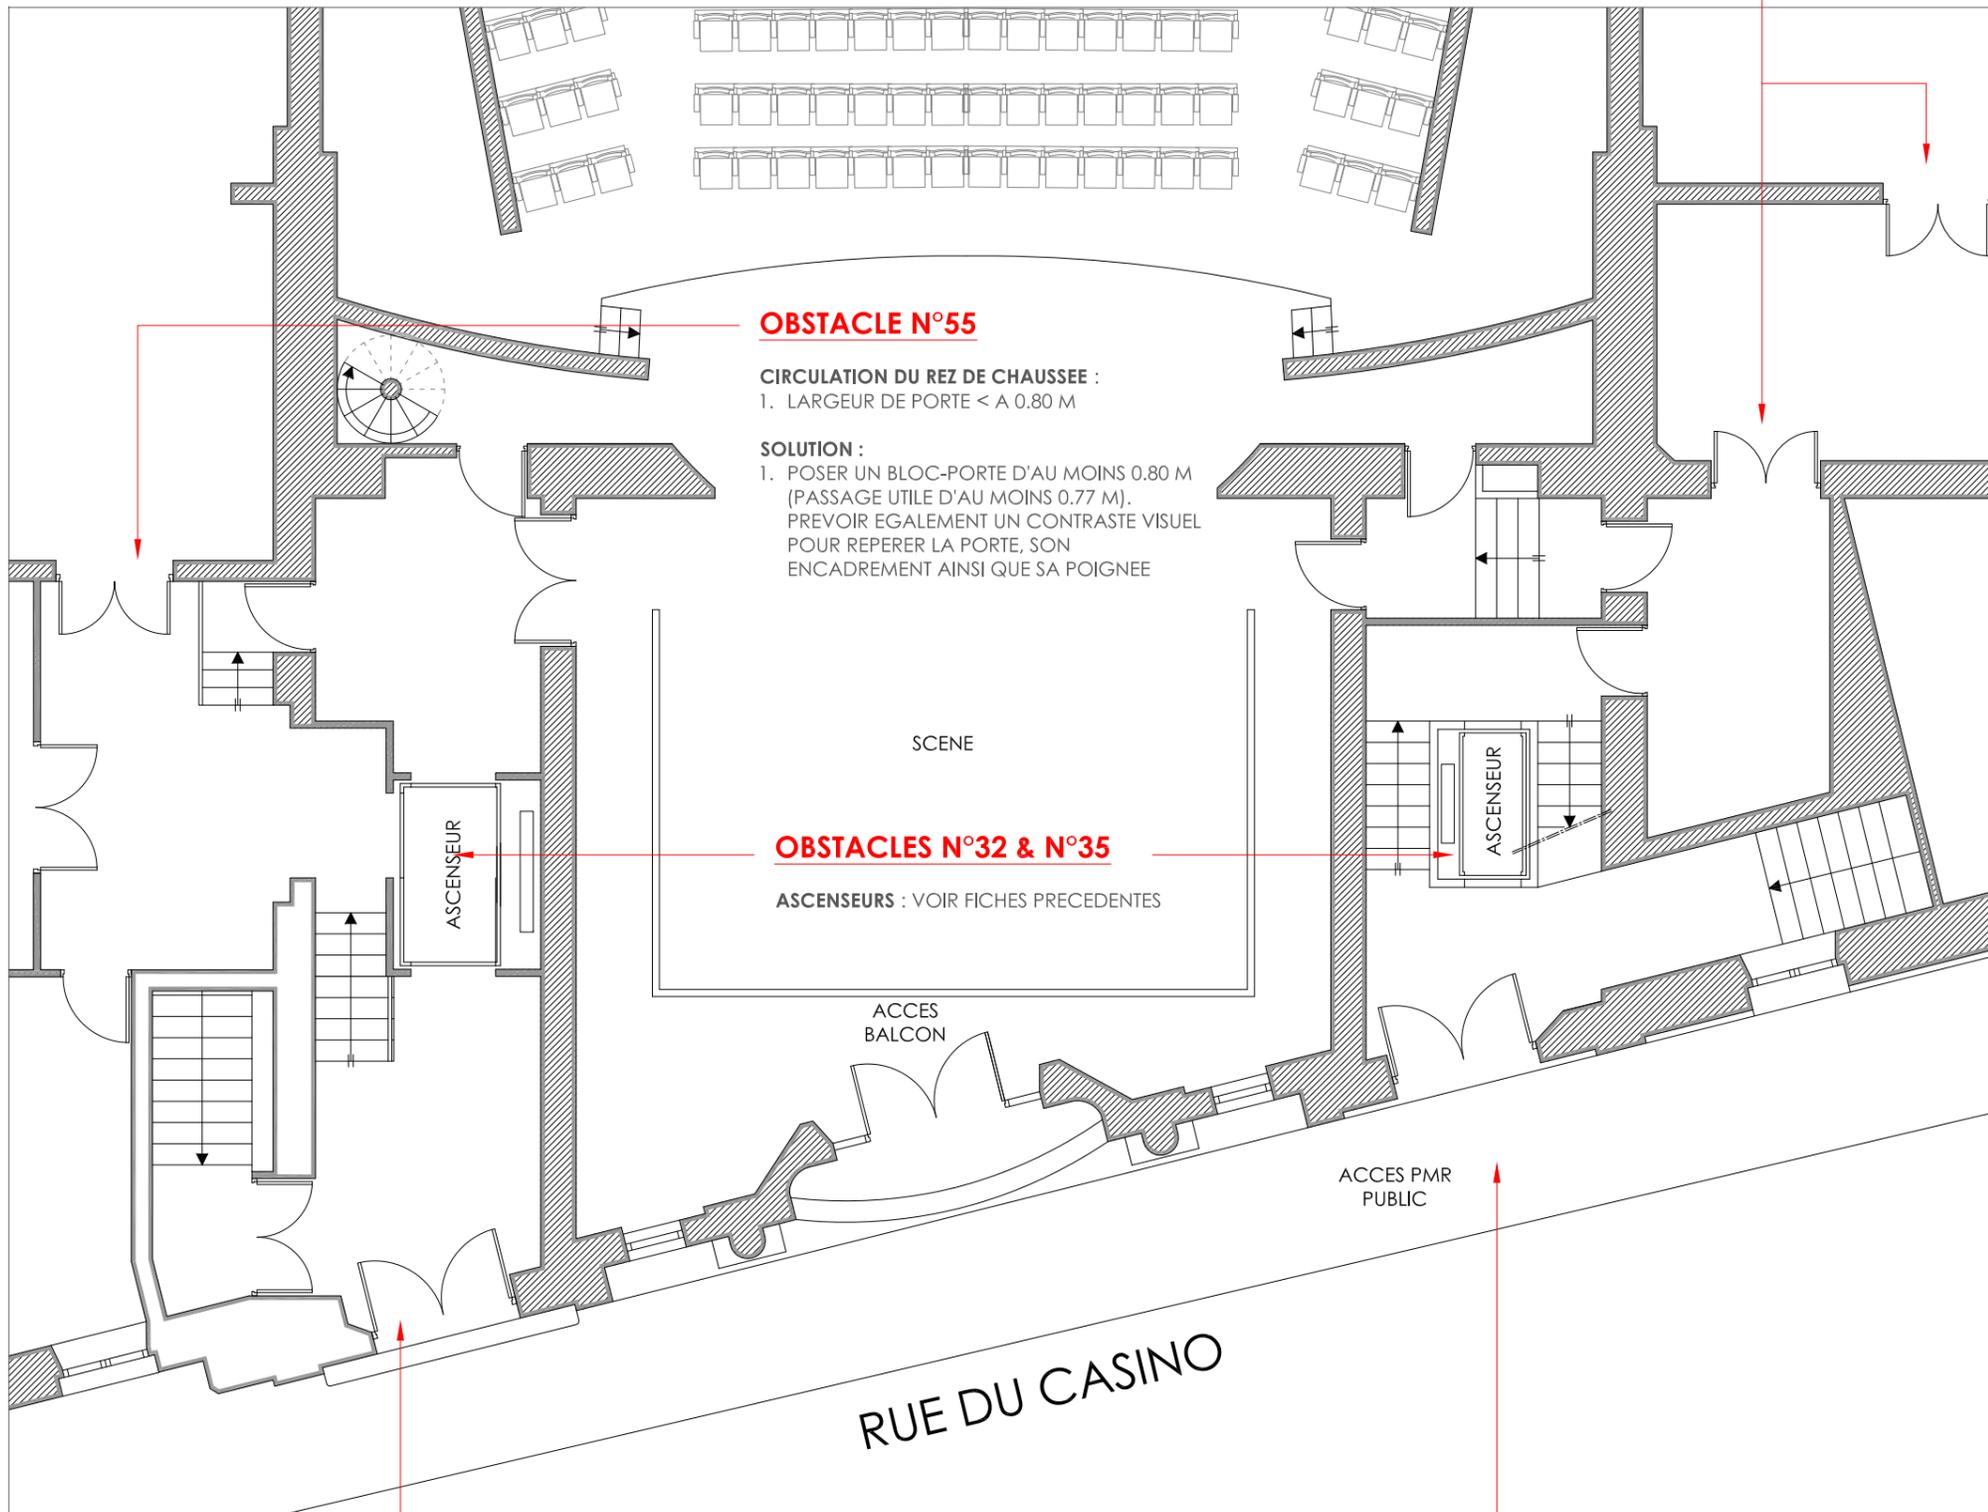 OBSTACLE N°55
CIRCULATION DU REZ DE CHAUSSEE :
1. LARGEUR DE PORTE < A 0.80 M
SOLUTION :
1. POSER UN BLOC-PORTE D'AU MOINS 0.80 M
(PASSAGE UTILE D'AU MOINS 0.77 M).
PREVOIR EGALEMENT UN CONTRASTE VISUEL
POUR REPERER LA PORTE, SON
ENCADREMENT AINSI QUE SA POIGNEE
SCENE
ASCENSEUR
OBSTACLES N°32 & N°35
ASCENSEURS : VOIR FICHES PRECEDENTES
ASCENSEUR
ACCES
BALCON
ACCES PMR
PUBLIC
RUE DU CASINO